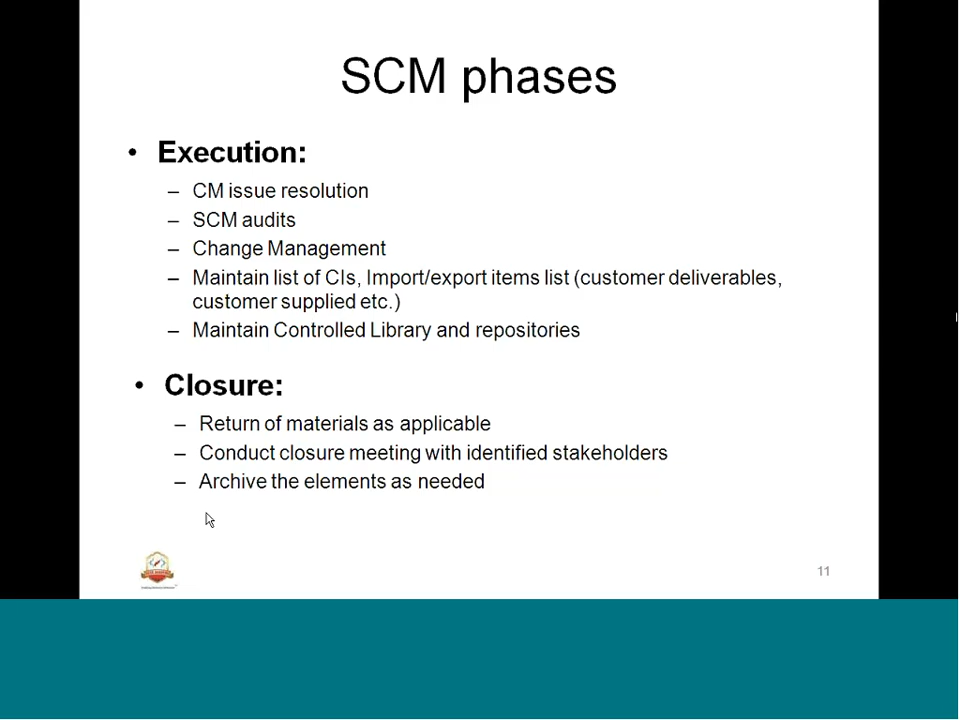 SCM phases
• Execution:
– CM issue resolution
– SCM audits
– Change Management
– Maintain list of CIs, Import/export items list (customer deliverables,
customer supplied etc.)
– Maintain Controlled Library and repositories
• Closure:
– Return of materials as applicable
– Conduct closure meeting with identified stakeholders
– Archive the elements as needed
11